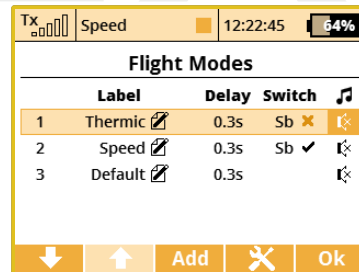 Tx Speed 12:22:45 64%
Flight Modes
Label Delay Switch
1 Thermic 0.3s Sb
2 Speed 0.3s Sb
3 Default 0.3s
Add Ok